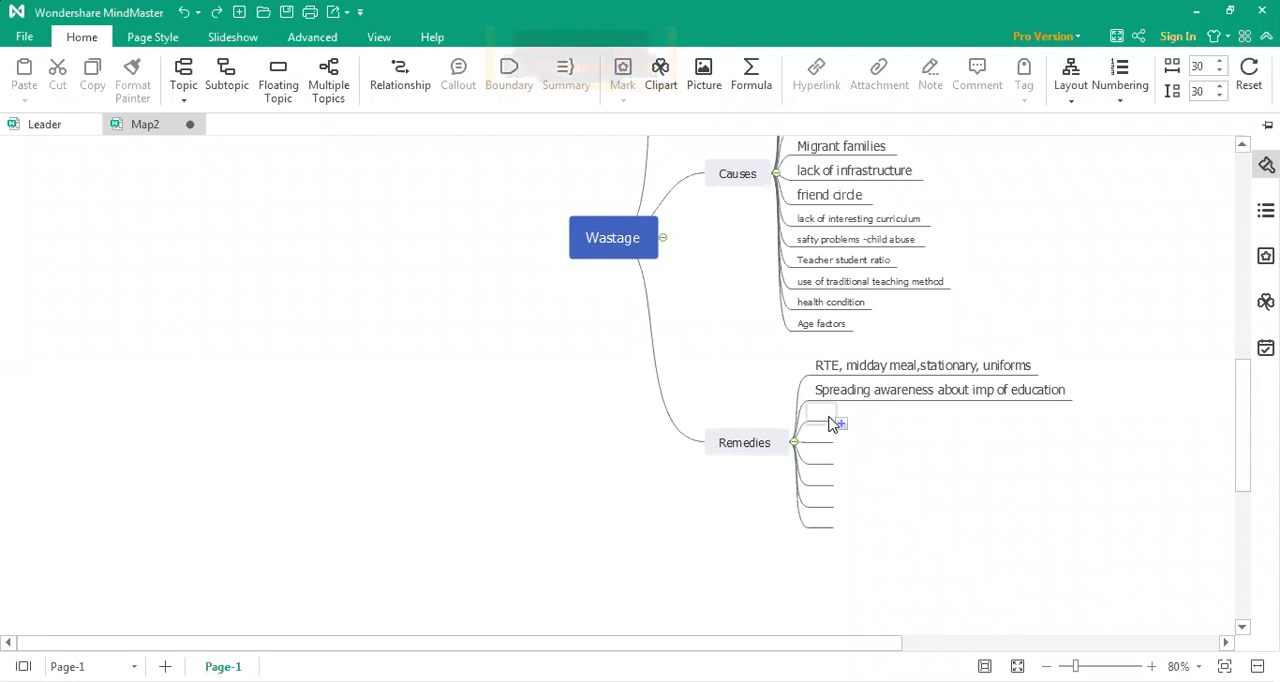 Wondershare MindMaster
File Home Page Style Slideshow Advanced View Help Pro Version Sign In
Paste Cut Copy Format Painter Topic Subtopic Floating Topic Multiple Topics Relationship Callout Boundary Summary Mark Clipart Picture Formula Hyperlink Attachment Note Comment Tag Layout Numbering 30 30 Reset
Leader Map2
Migrant families
Causes
lack of infrastructure
friend circle
lack of interesting curriculum
Wastage
safty problems -child abuse
Teacher student ratio
use of traditional teaching method
health condition
Age factors
RTE, midday meal,stationary, uniforms
Spreading awareness about imp of education
Remedies
Page-1 Page-1 80%